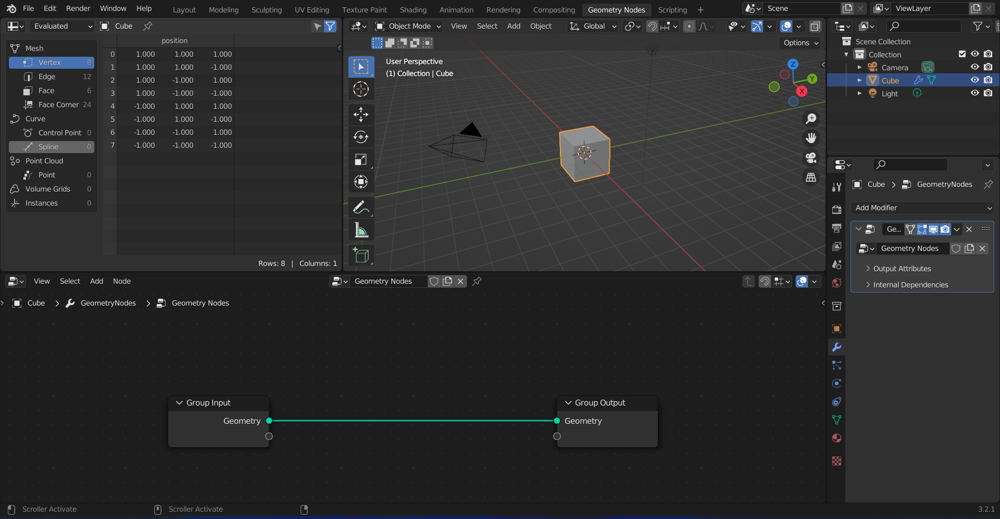 File Edit Render Window Help
Layout Modeling Sculpting UV Editing Texture Paint Shading Animation Rendering Compositing Geometry Nodes Scripting +
Scene
ViewLayer
Evaluated Cube
position
0 1.000 1.000 1.000
1 1.000 1.000 -1.000
2 1.000 -1.000 1.000
3 1.000 -1.000 -1.000
4 -1.000 1.000 1.000
5 -1.000 1.000 -1.000
6 -1.000 -1.000 1.000
7 -1.000 -1.000 -1.000
Mesh
Vertex 8
Edge 12
Face 6
Face Corner 24
Curve
Control Point 0
Spline 0
Point Cloud
Point 0
Volume Grids 0
Instances 0
Rows: 8 | Columns: 1
Object Mode View Select Add Object Global
Options
User Perspective
(1) Collection | Cube
Z
Y
X
Scene Collection
Collection
Camera
Cube
Light
Cube > GeometryNodes
Add Modifier
Ge...
Geometry Nodes
Output Attributes
Internal Dependencies
View Select Add Node
Geometry Nodes
Cube > GeometryNodes > Geometry Nodes
Group Input
Geometry
Group Output
Geometry
Scroller Activate
Scroller Activate
3.2.1